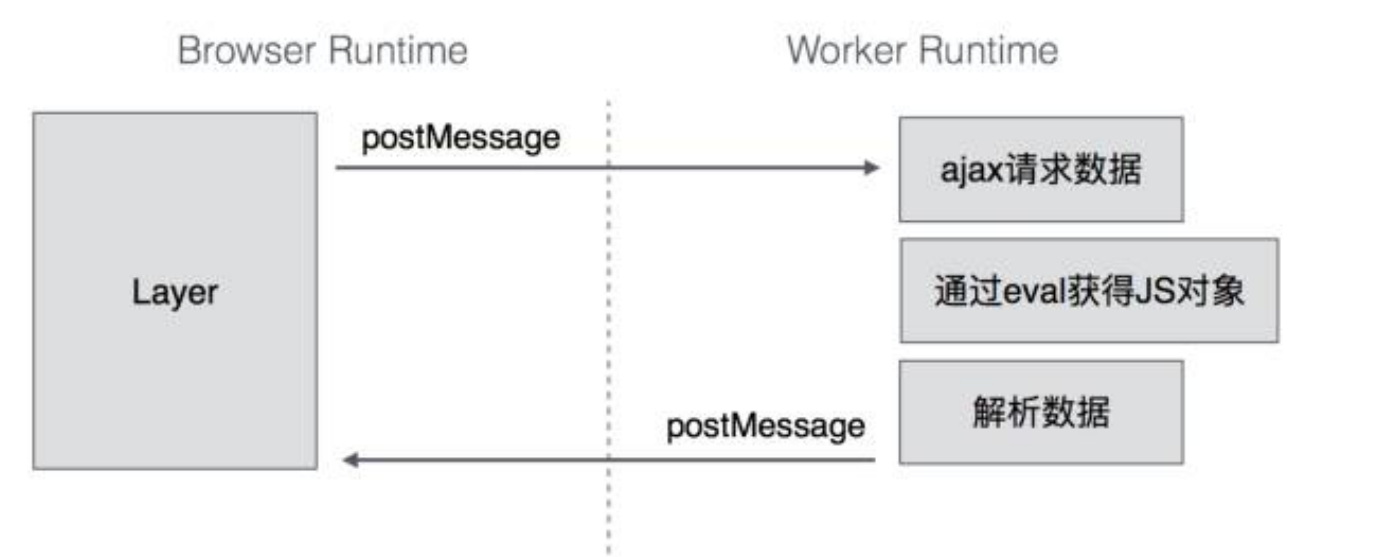 Browser Runtime
Worker Runtime
postMessage
ajax请求数据
Layer
通过eval获得JS对象
解析数据
postMessage